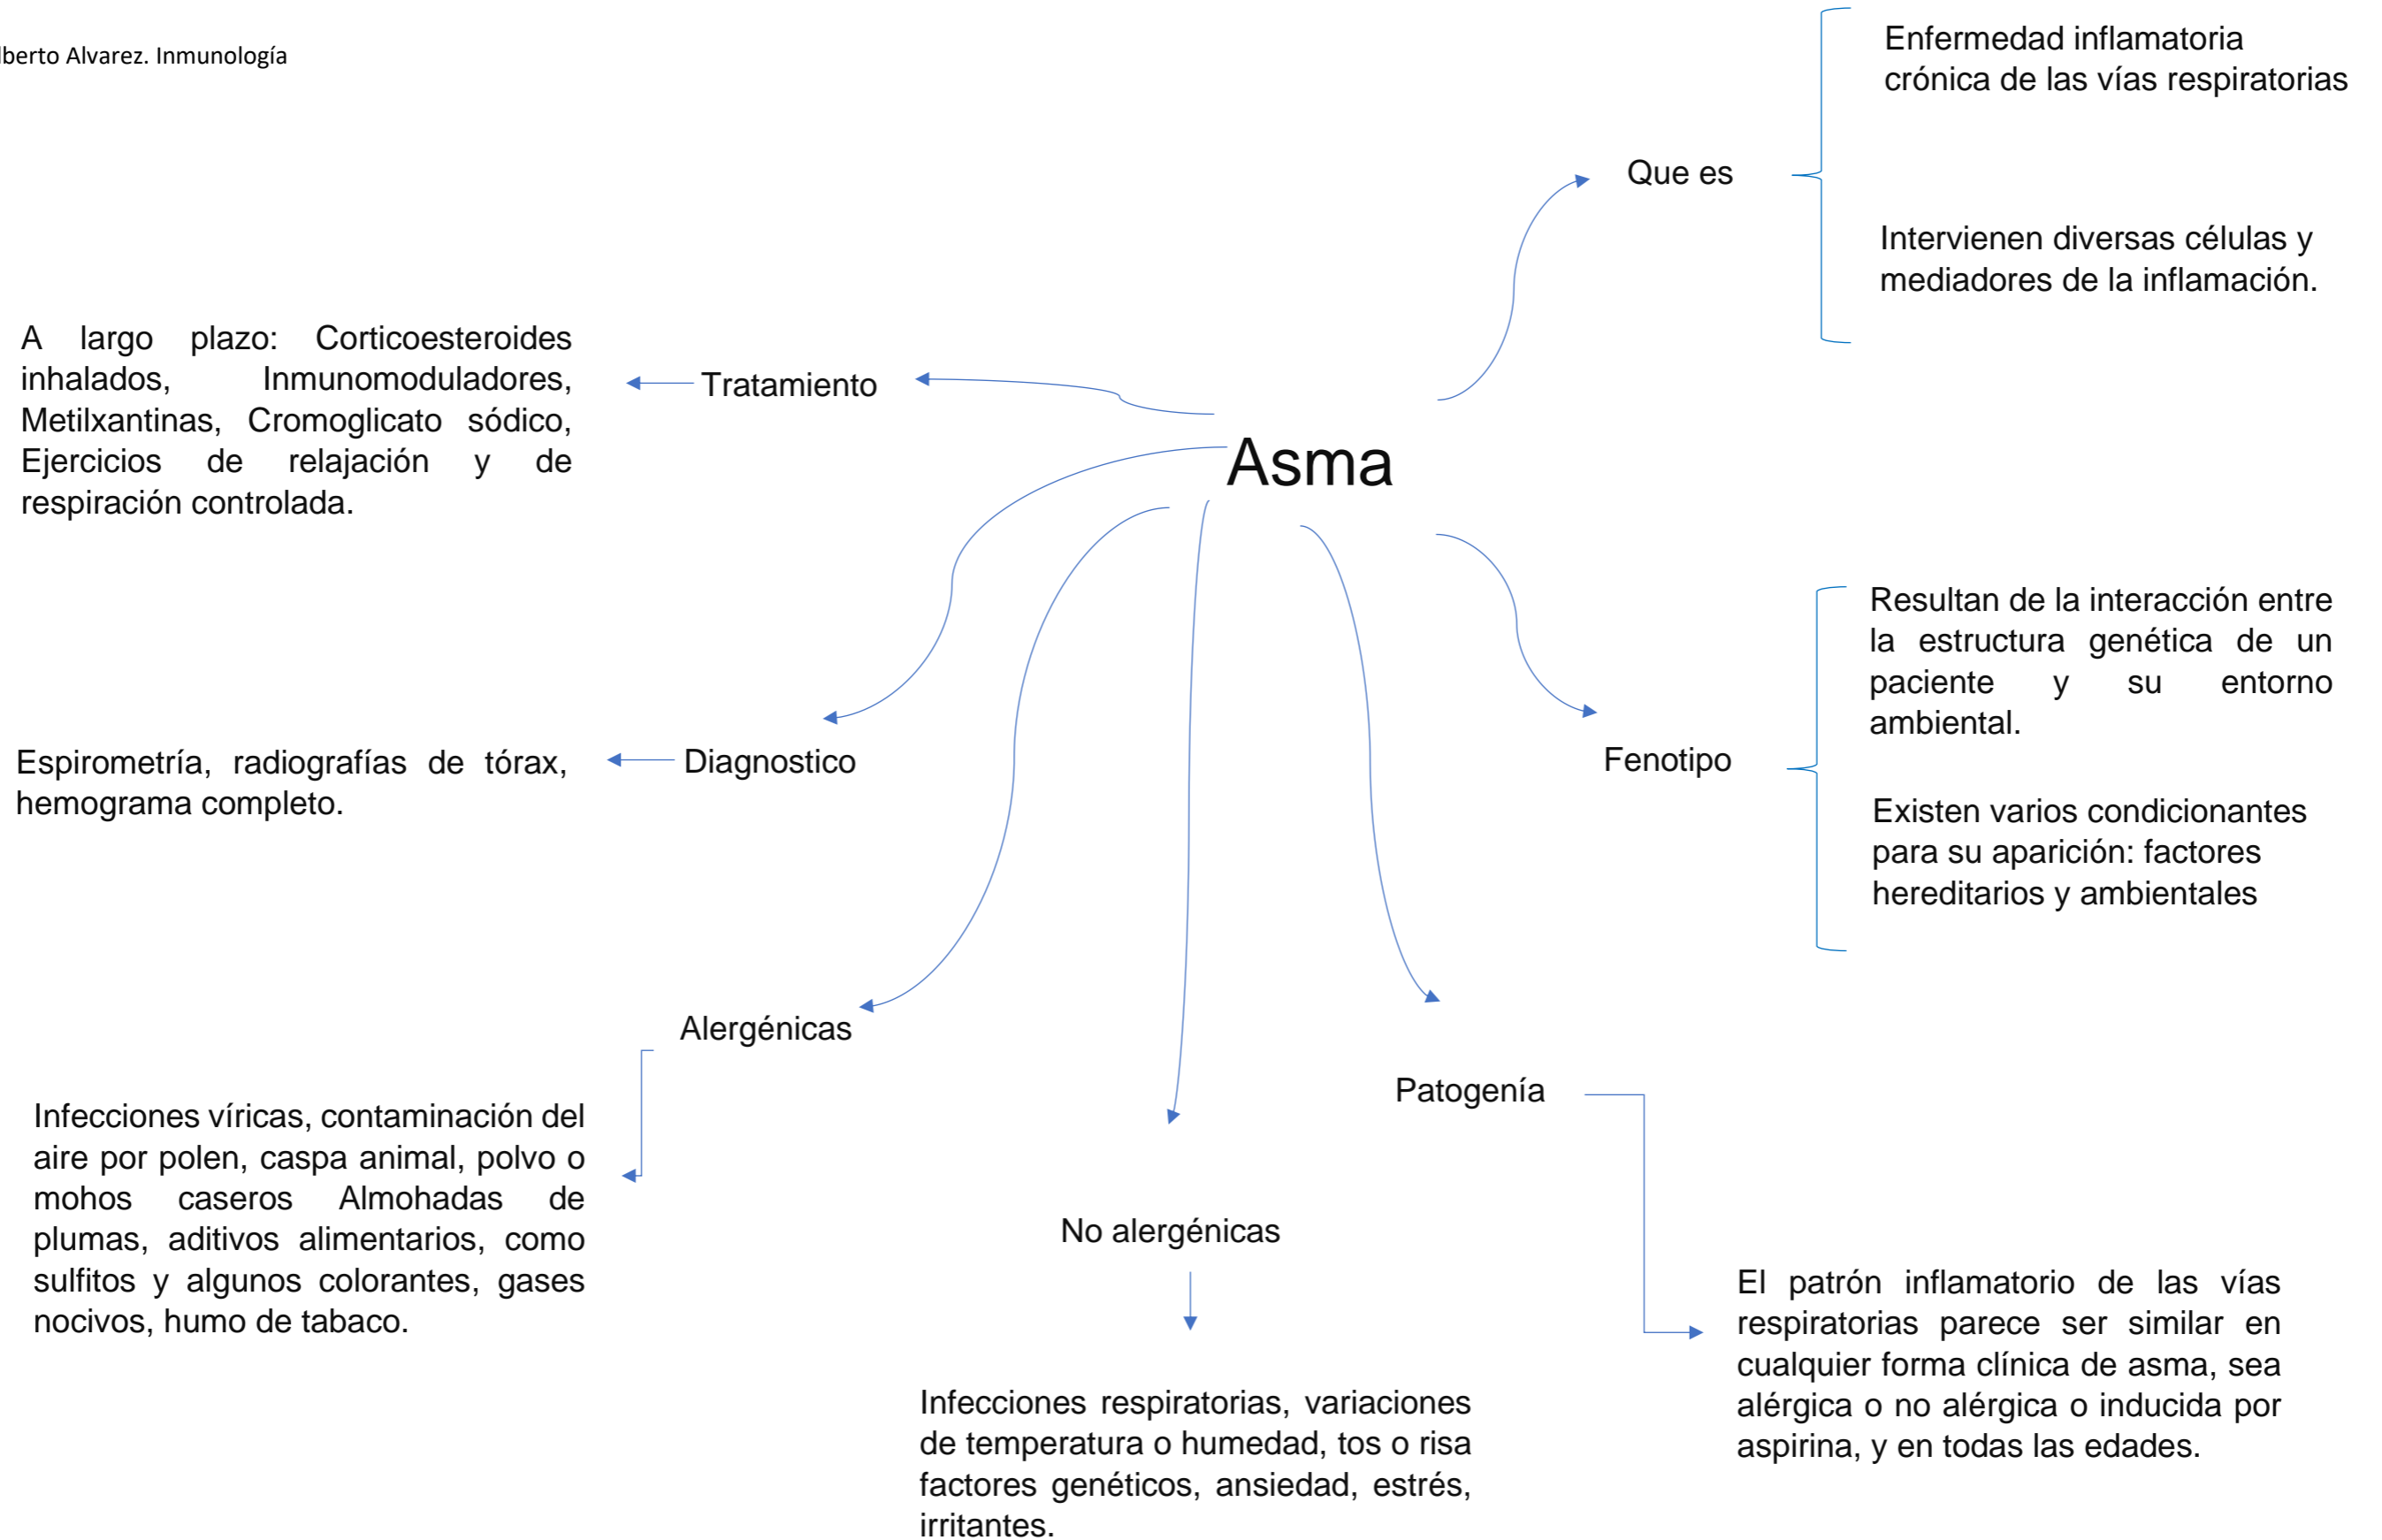 lberto Alvarez. Inmunología
Enfermedad inflamatoria
crónica de las vías respiratorias
Que es
Intervienen diversas células y
mediadores de la inflamación.
A largo plazo: Corticoesteroides
inhalados, Inmunomoduladores,
Metilxantinas, Cromoglicato sódico,
Ejercicios de relajación y de
respiración controlada.
Tratamiento
Asma
Resultan de la interacción entre
la estructura genética de un
paciente y su entorno
ambiental.
Fenotipo
Existen varios condicionantes
para su aparición: factores
hereditarios y ambientales
Diagnostico
Espirometría, radiografías de tórax,
hemograma completo.
Alergénicas
Infecciones víricas, contaminación del
aire por polen, caspa animal, polvo o
mohos caseros Almohadas de
plumas, aditivos alimentarios, como
sulfitos y algunos colorantes, gases
nocivos, humo de tabaco.
Patogenía
No alergénicas
El patrón inflamatorio de las vías
respiratorias parece ser similar en
cualquier forma clínica de asma, sea
alérgica o no alérgica o inducida por
aspirina, y en todas las edades.
Infecciones respiratorias, variaciones
de temperatura o humedad, tos o risa
factores genéticos, ansiedad, estrés,
irritantes.